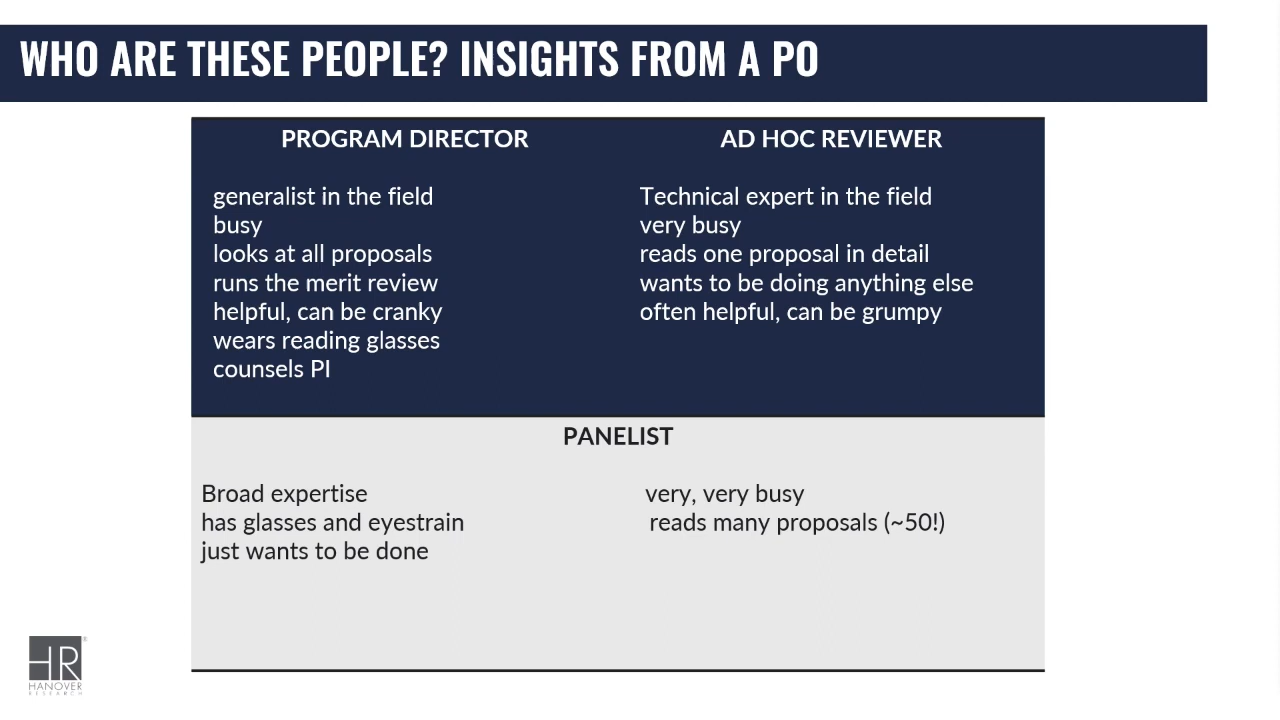 WHO ARE THESE PEOPLE? INSIGHTS FROM A PO
PROGRAM DIRECTOR
generalist in the field
busy
looks at all proposals
runs the merit review
helpful, can be cranky
wears reading glasses
counsels PI
AD HOC REVIEWER
Technical expert in the field
very busy
reads one proposal in detail
wants to be doing anything else
often helpful, can be grumpy
PANELIST
Broad expertise
has glasses and eyestrain
just wants to be done
very, very busy
reads many proposals (~50!)
HR®
HANOVER
RESEARCH